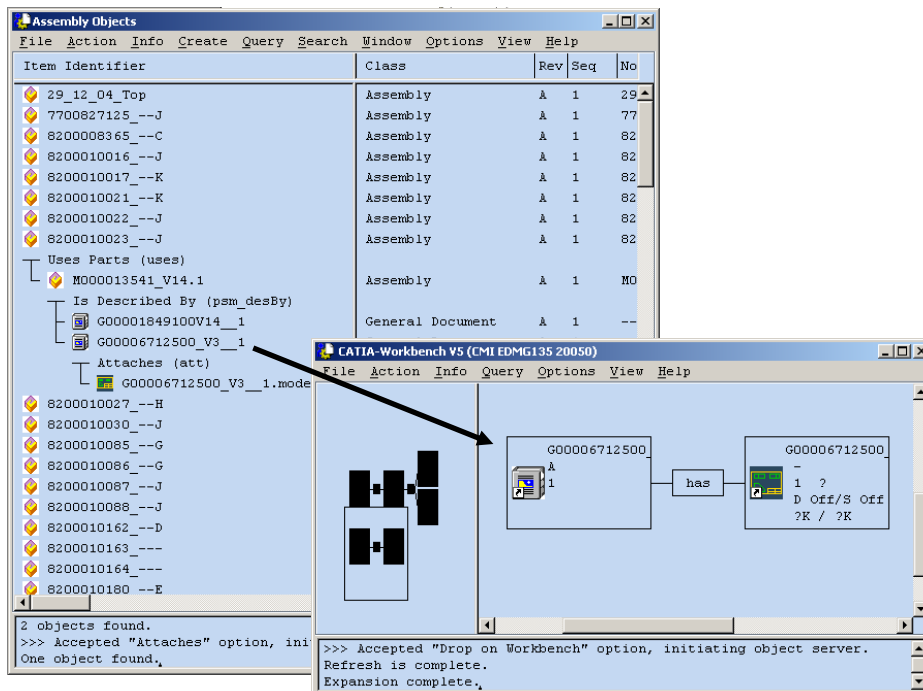 Assembly Objects
File Action Info Create Query Search Window Options View Help
Item Identifier Class Rev Seq No
29_12_04_Top Assembly A 1 29
7700827125_--J Assembly A 1 77
8200008365_--C Assembly A 1 82
8200010016_--J Assembly A 1 82
8200010017_--K Assembly A 1 82
8200010021_--K Assembly A 1 82
8200010022_--J Assembly A 1 82
8200010023_--J Assembly A 1 82
Uses Parts (uses)
M000013541_V14.1 Assembly A 1 MO
Is Described By (psm_desBy)
G00001849100V14__1 General Document A 1 --
G00006712500_V3__1
Attaches (att)
G00006712500_V3__1.mode
8200010027_--H
8200010030_--J
8200010085_--G
8200010086_--G
8200010087_--J
8200010088_--J
8200010162_--D
8200010163_---
8200010164_---
8200010180 --E
2 objects found.
>>> Accepted "Attaches" option, ini
One object found.
CATIA-Workbench V5 (CMI EDMG135 20050)
File Action Info Query Options View Help
G00006712500_
A
1
has
G00006712500_
-
1 ?
D Off/S Off
?K / ?K
>>> Accepted "Drop on Workbench" option, initiating object server.
Refresh is complete.
Expansion complete.